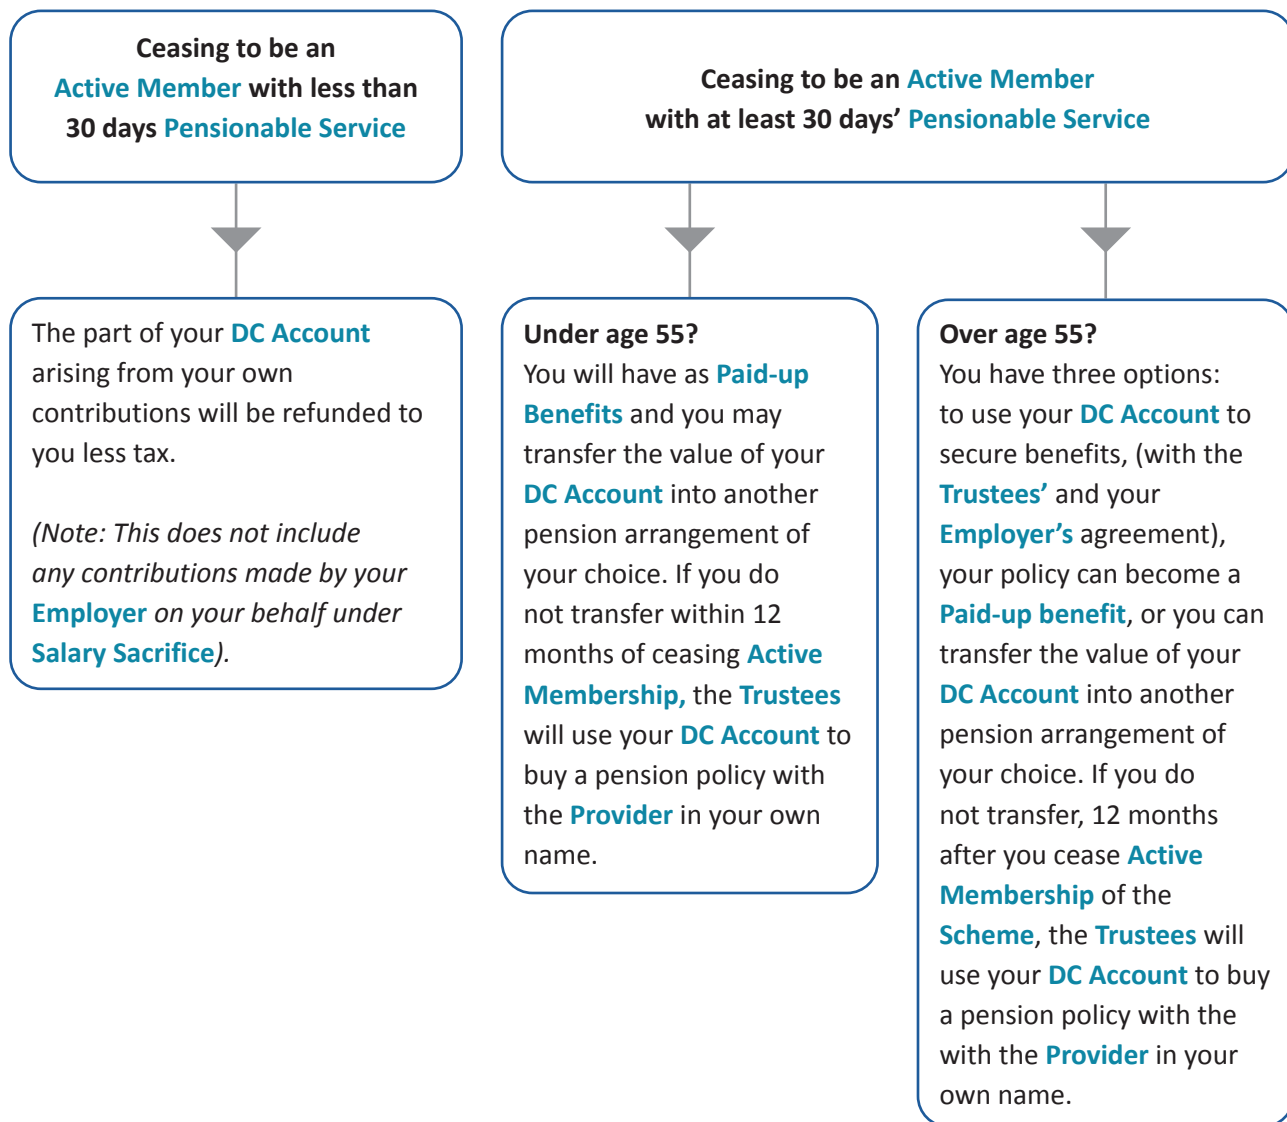 Ceasing to be an
Active Member with less than
30 days Pensionable Service
Ceasing to be an Active Member
with at least 30 days’ Pensionable Service
The part of your DC Account
arising from your own
contributions will be refunded to
you less tax.
(Note: This does not include
any contributions made by your
Employer on your behalf under
Salary Sacrifice).
Under age 55?
You will have as Paid-up
Benefits and you may
transfer the value of your
DC Account into another
pension arrangement of
your choice. If you do
not transfer within 12
months of ceasing Active
Membership, the Trustees
will use your DC Account to
buy a pension policy with
the Provider in your own
name.
Over age 55?
You have three options:
to use your DC Account to
secure benefits, (with the
Trustees’ and your
Employer’s agreement),
your policy can become a
Paid-up benefit, or you can
transfer the value of your
DC Account into another
pension arrangement of
your choice. If you do
not transfer, 12 months
after you cease Active
Membership of the
Scheme, the Trustees will
use your DC Account to buy
a pension policy with the
with the Provider in your
own name.